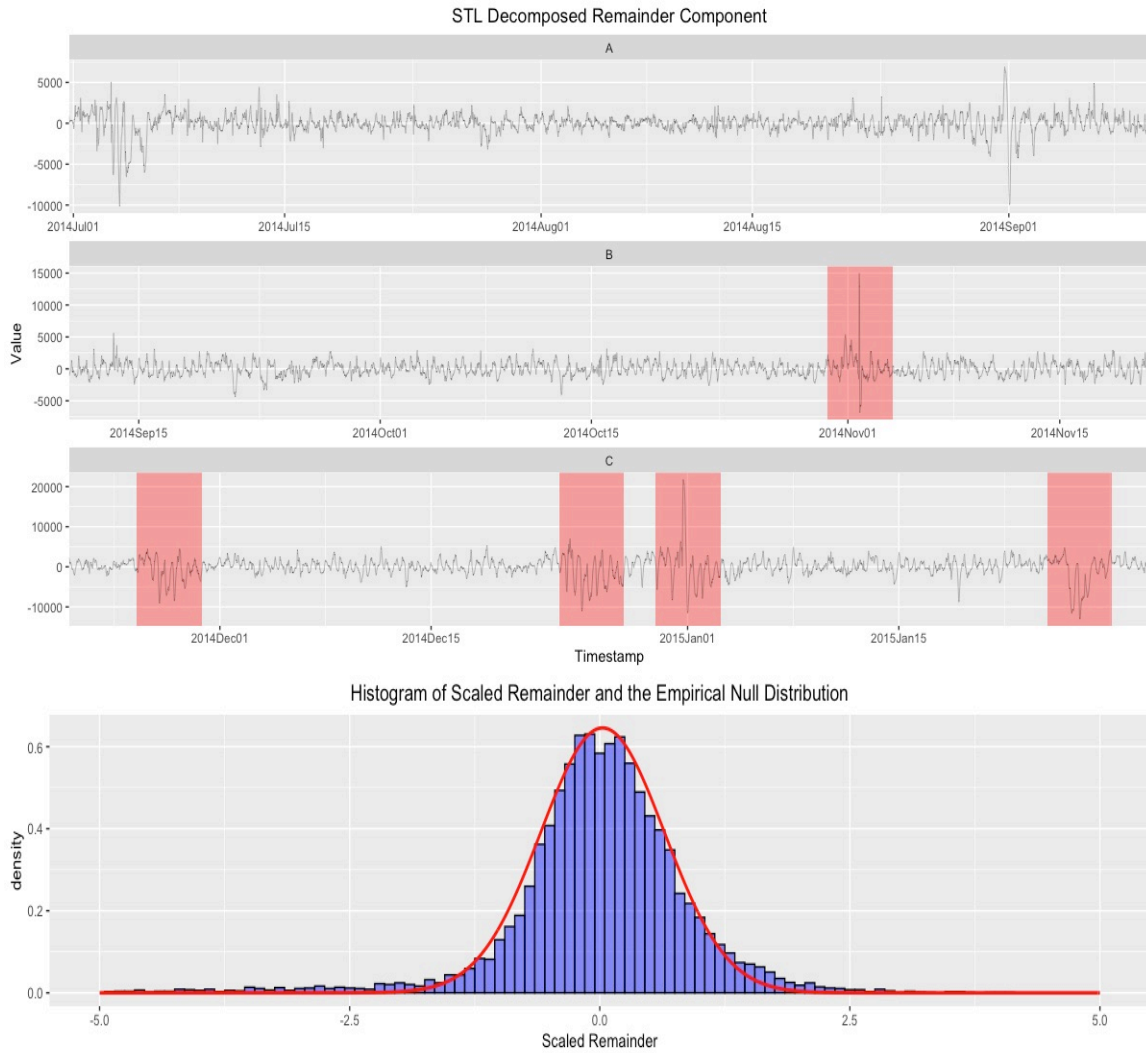 STL Decomposed Remainder Component
A
5000
0
-5000
-10000
2014Jul01 2014Jul15 2014Aug01 2014Aug15 2014Sep01
B
15000
10000
5000
0
-5000
2014Sep15 2014Oct01 2014Oct15 2014Nov01 2014Nov15
Value
C
20000
10000
0
-10000
2014Dec01 2014Dec15 2015Jan01 2015Jan15
Timestamp
Histogram of Scaled Remainder and the Empirical Null Distribution
0.6
0.4
0.2
0.0
density
-5.0 -2.5 0.0 2.5 5.0
Scaled Remainder